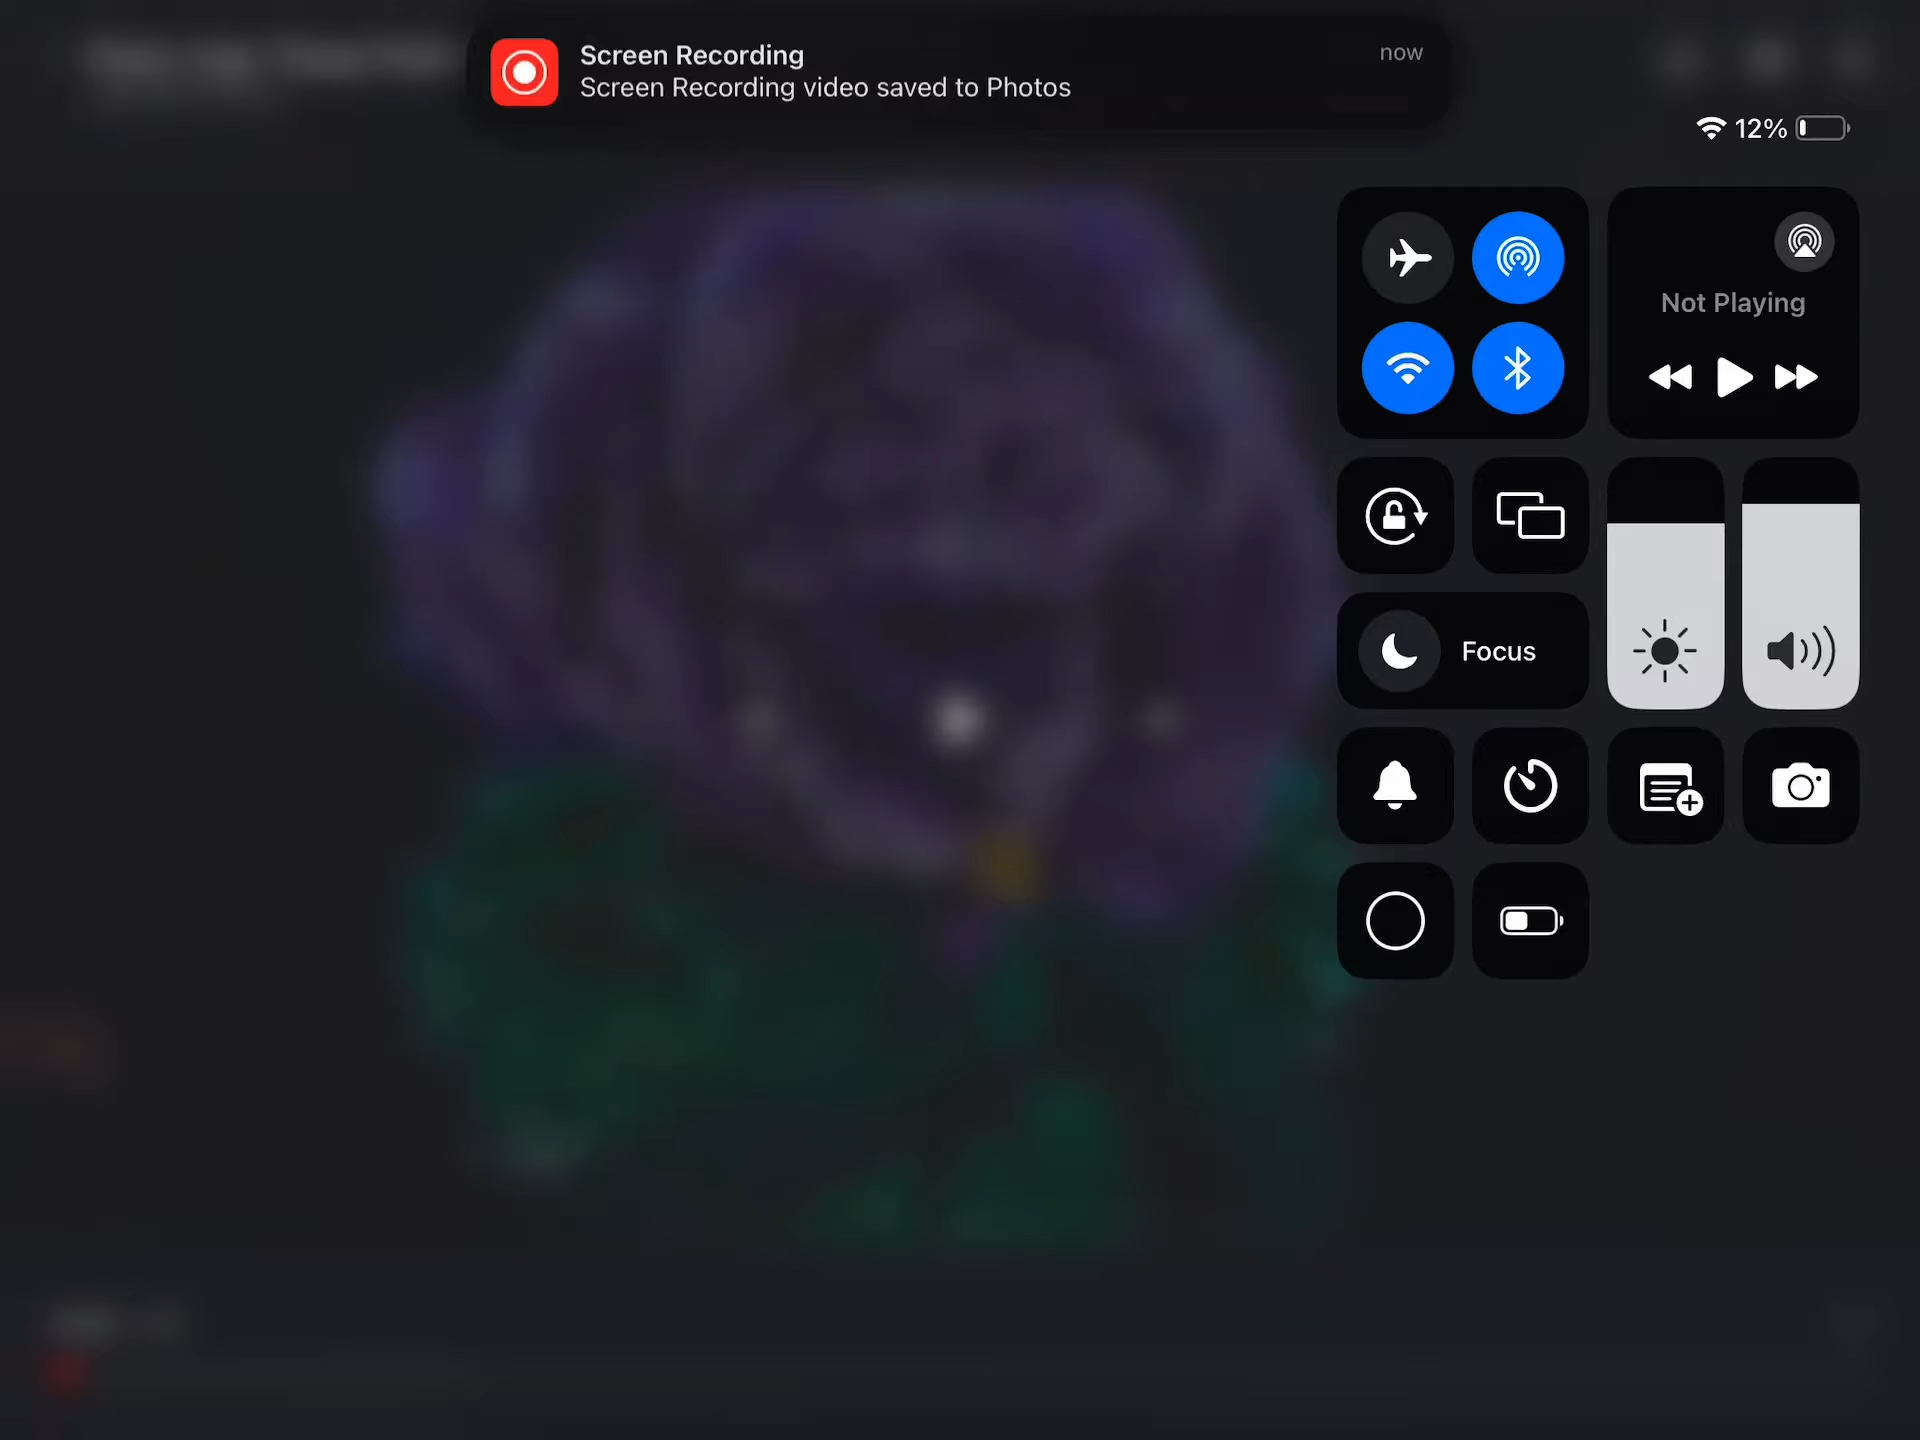 Screen Recording
now
Screen Recording video saved to Photos
12%
Not Playing
Focus